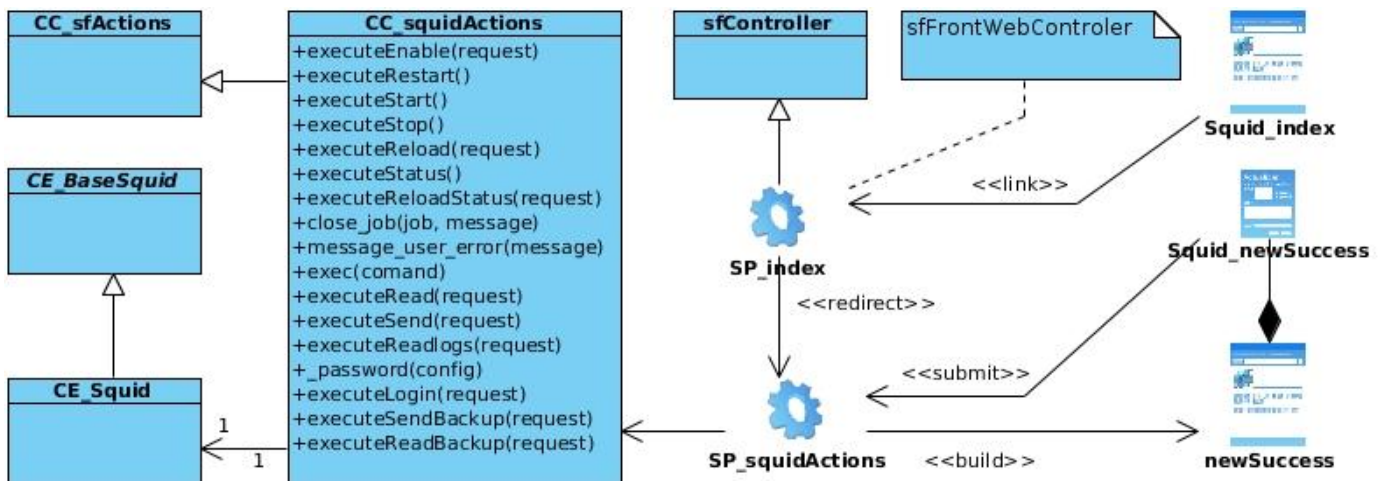 CC_sfActions
CC_squidActions
+executeEnable(request)
+executeRestart()
+executeStart()
+executeStop()
+executeReload(request)
+executeStatus()
+executeReloadStatus(request)
+close_job(job, message)
+message_user_error(message)
+exec(comand)
+executeRead(request)
+executeSend(request)
+executeReadlogs(request)
+_password(config)
+executeLogin(request)
+executeSendBackup(request)
+executeReadBackup(request)
CE_BaseSquid
CE_Squid
1
1
sfController
sfFrontWebControler
Squid_index
<<link>>
SP_index
Squid_newSuccess
<<redirect>>
<<submit>>
SP_squidActions
<<build>>
newSuccess